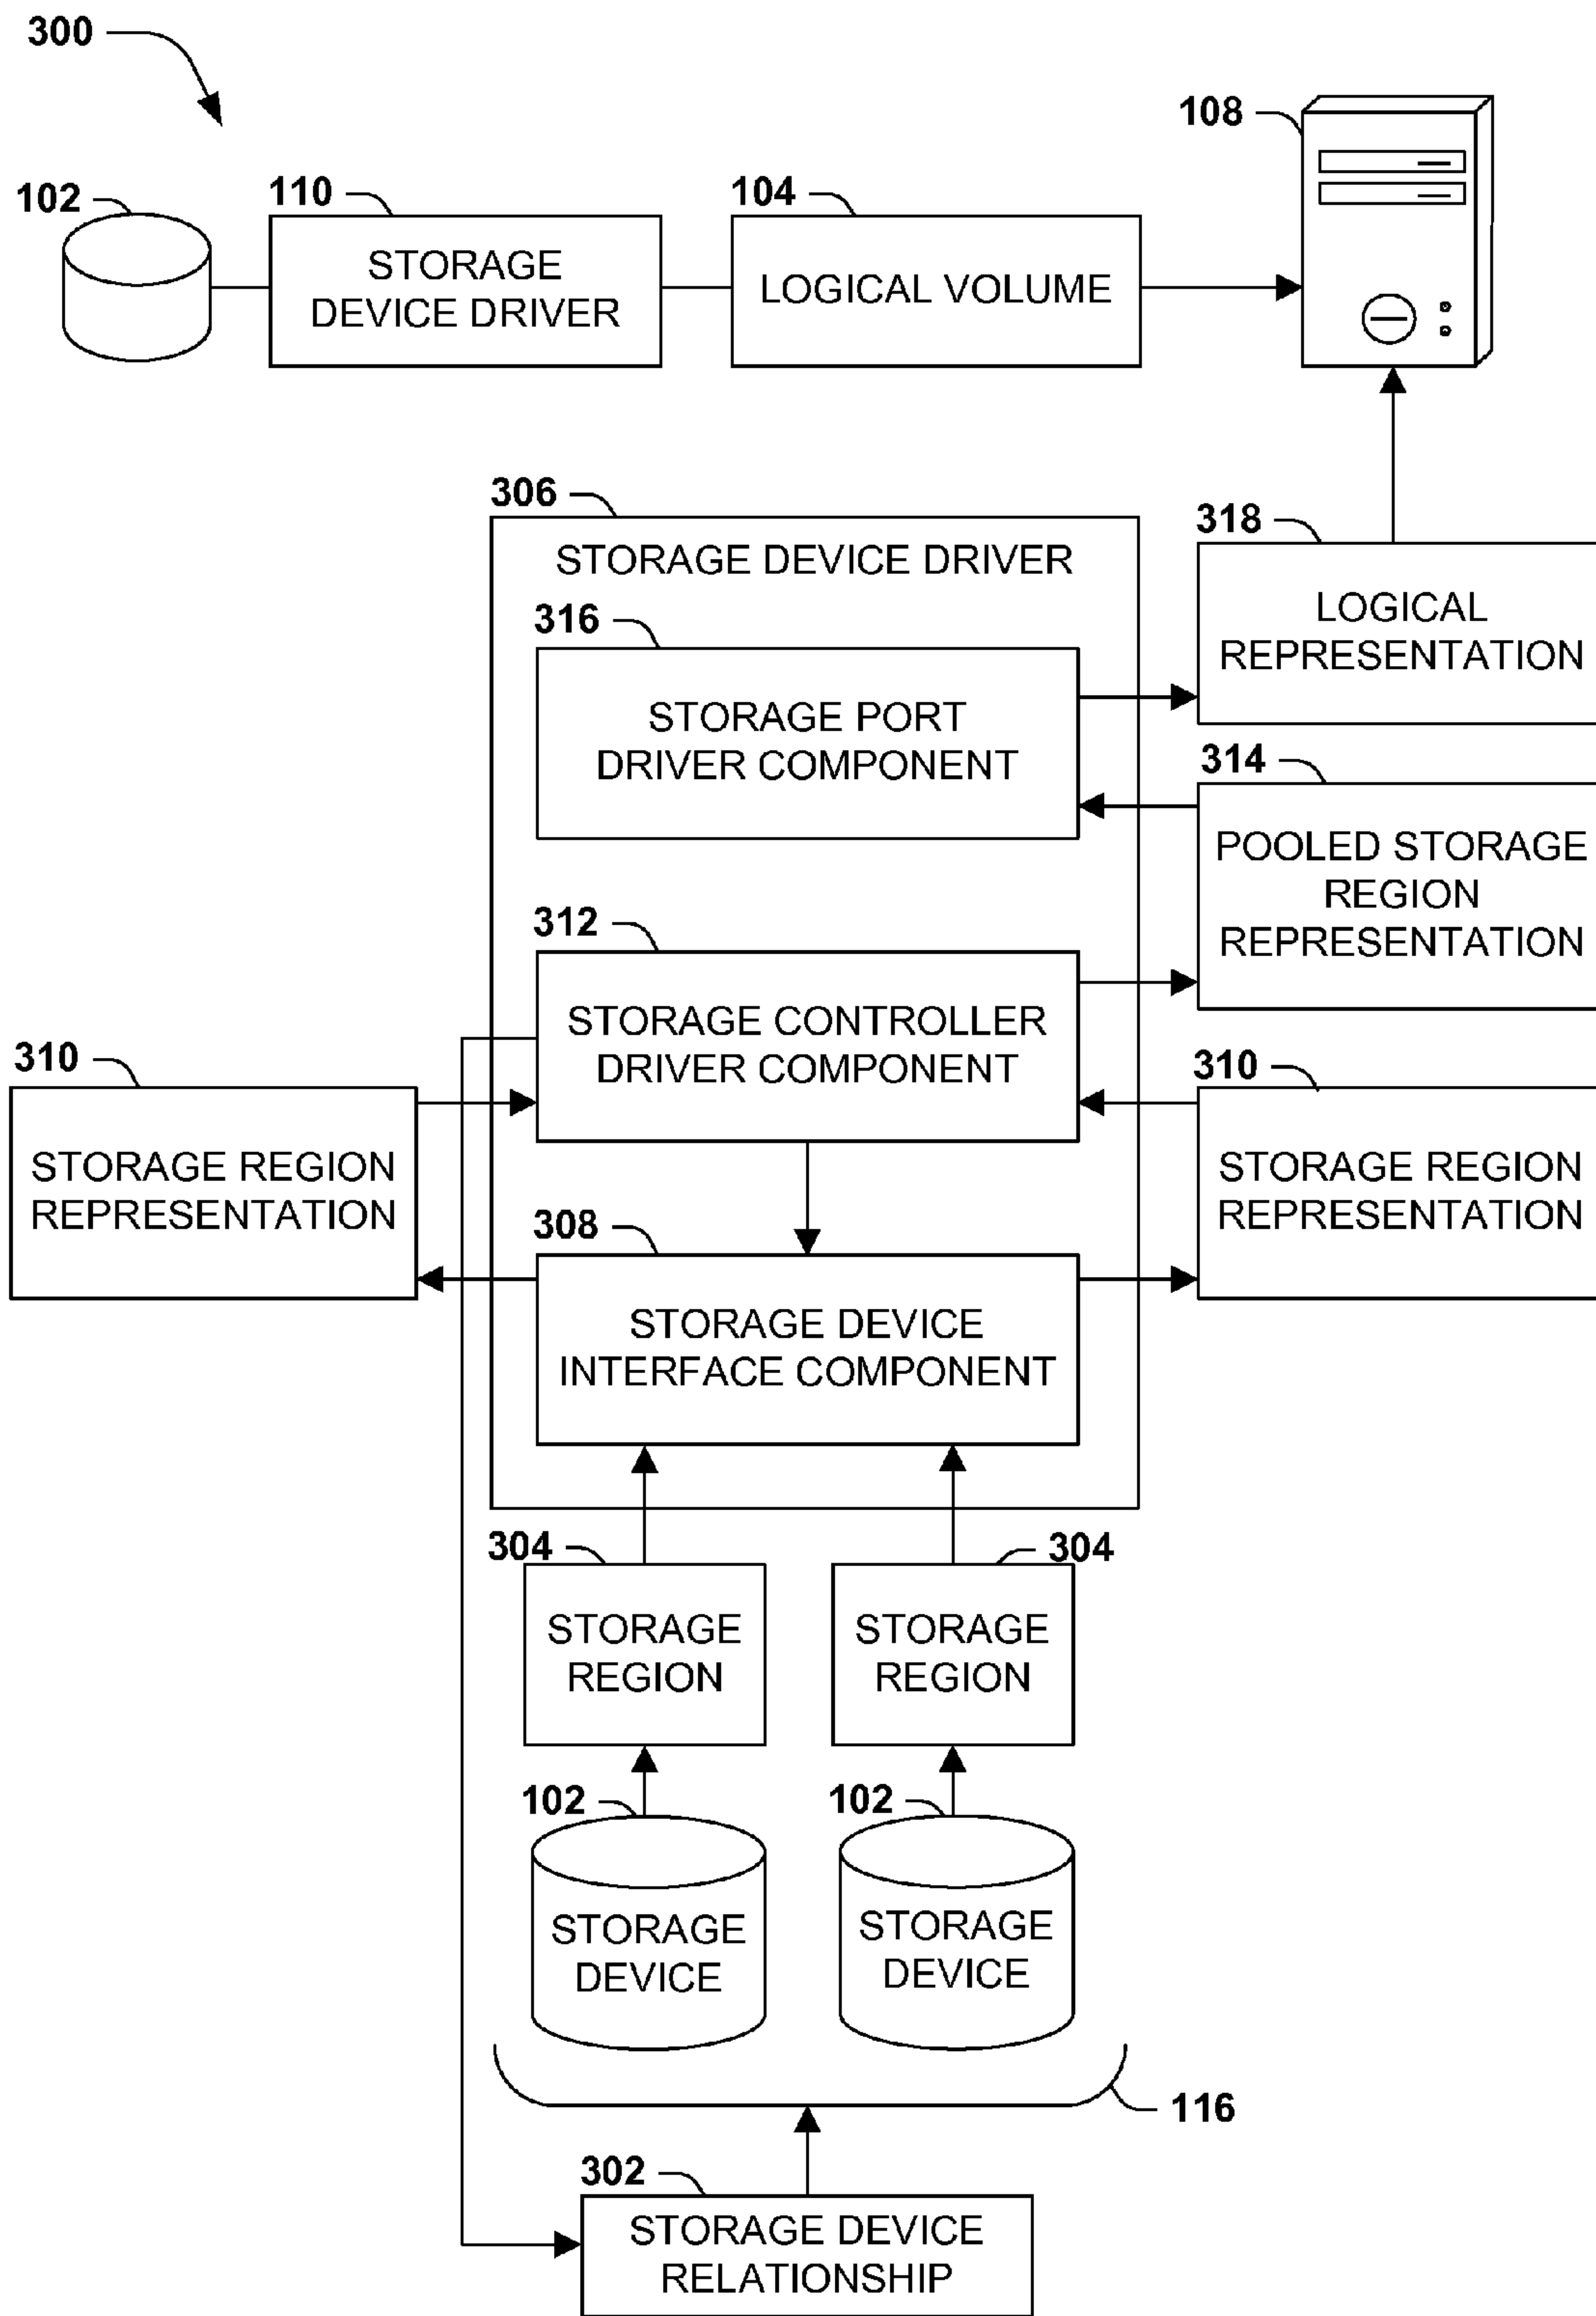 300
108
102
110
104
STORAGE
DEVICE DRIVER
LOGICAL VOLUME
306
STORAGE DEVICE DRIVER
318
LOGICAL
REPRESENTATION
316
STORAGE PORT
DRIVER COMPONENT
314
POOLED STORAGE
REGION
REPRESENTATION
312
STORAGE CONTROLLER
DRIVER COMPONENT
310
STORAGE REGION
REPRESENTATION
310
STORAGE REGION
REPRESENTATION
308
STORAGE DEVICE
INTERFACE COMPONENT
304
STORAGE
REGION
304
STORAGE
REGION
102
STORAGE
DEVICE
102
STORAGE
DEVICE
116
302
STORAGE DEVICE
RELATIONSHIP